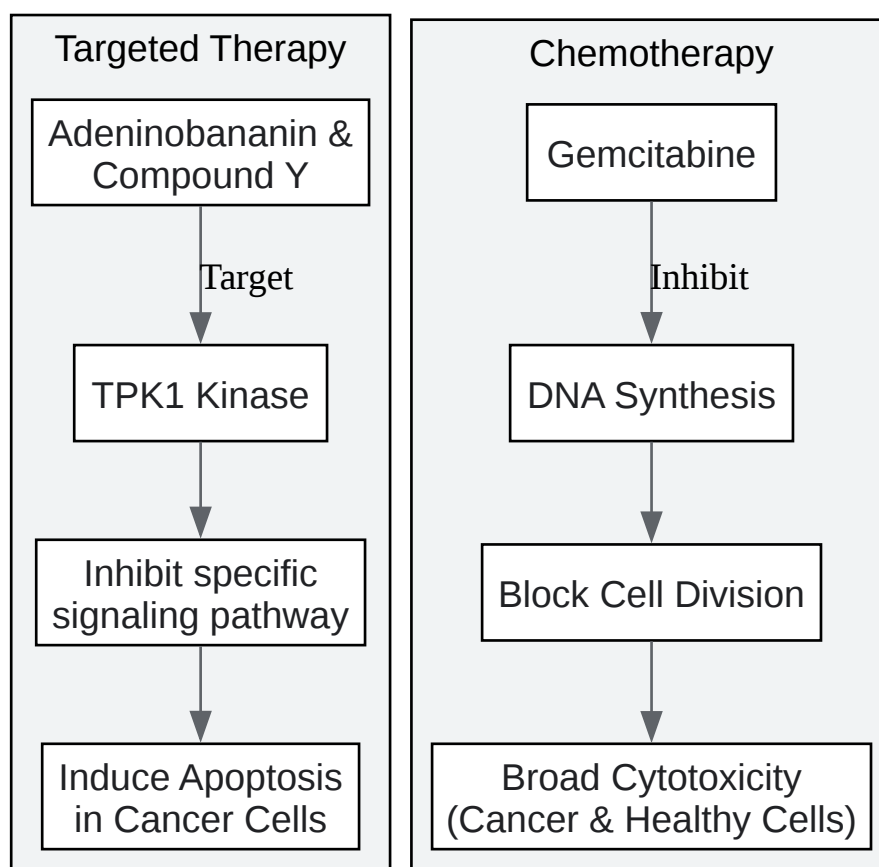 Targeted Therapy
Adeninobananin &
Compound Y
Target
TPK1 Kinase
Inhibit specific
signaling pathway
Induce Apoptosis
in Cancer Cells
Chemotherapy
Gemcitabine
Inhibit
DNA Synthesis
Block Cell Division
Broad Cytotoxicity
(Cancer & Healthy Cells)